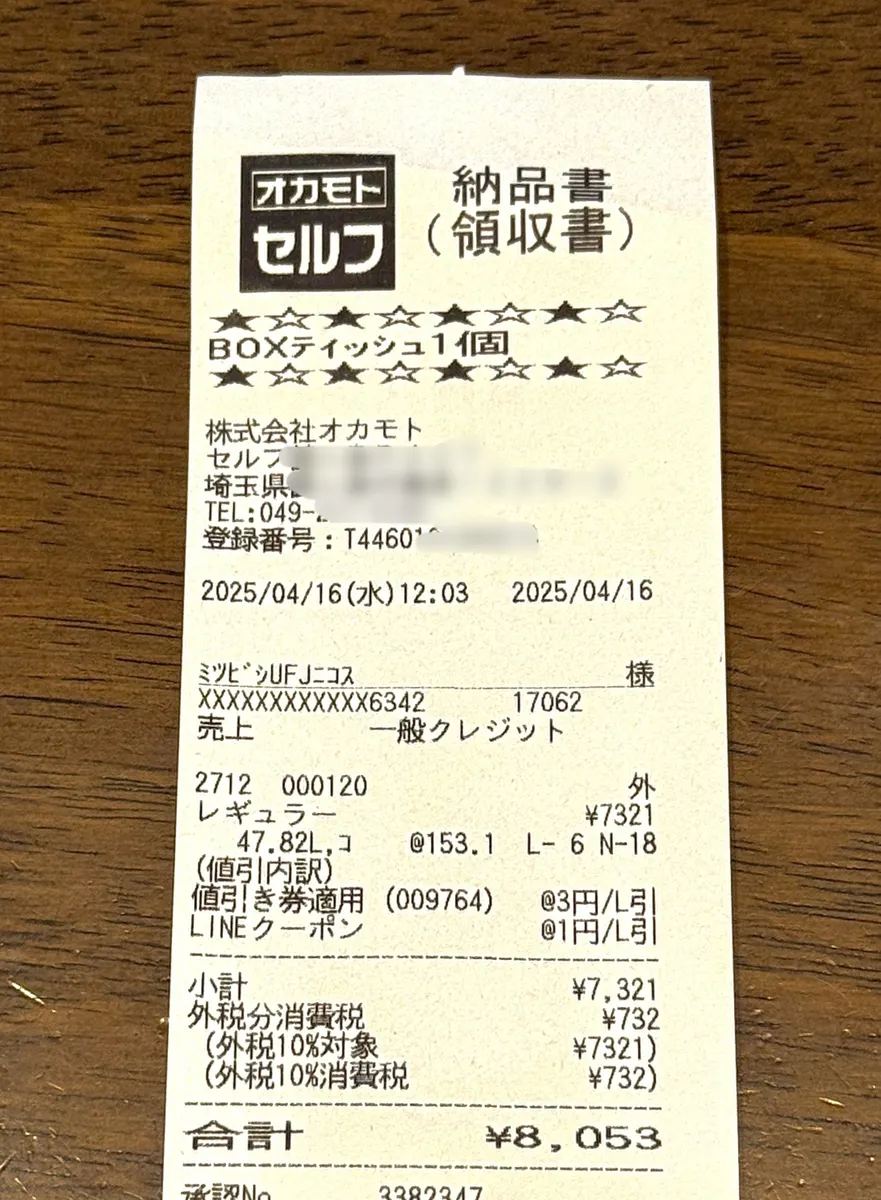 オカモト
セルフ
納品書
(領収書)
★☆★☆★☆★☆
BOXティッシュ1個
★☆★☆★☆★☆
株式会社オカモト
セルフ
埼玉県
TEL:049-
登録番号:T44601
2025/04/16(水)12:03 2025/04/16
ミツビシUFJニコス 様
XXXXXXXXXXXX6342 17062
売上 一般クレジット
2712 000120 外
レギュラー ¥7321
47.82L,コ @153.1 L- 6 N-18
(値引内訳)
値引き券適用 (009764) @3円/L引
LINEクーポン @1円/L引
小計 ¥7,321
外税分消費税 ¥732
(外税10%対象 ¥7321)
(外税10%消費税 ¥732)
合計 ¥8,053
承認No 3382347